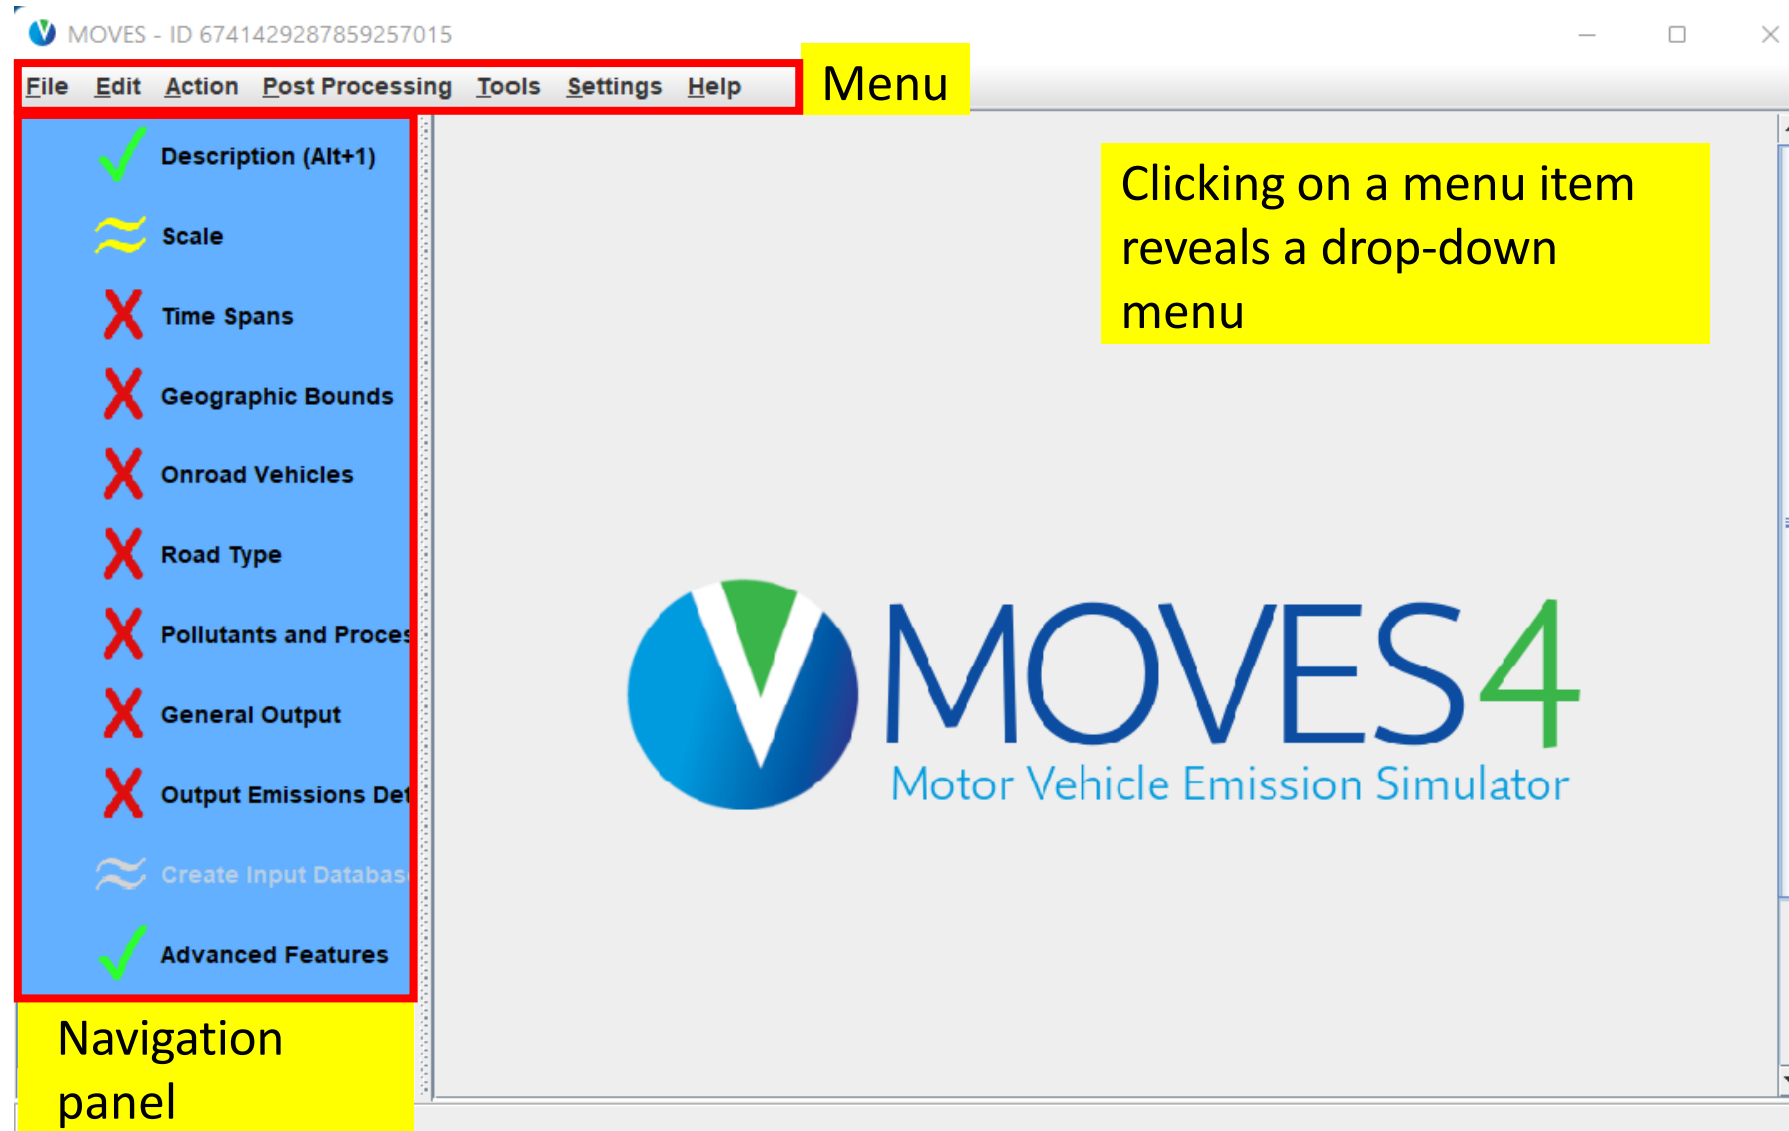 MOVES - ID 6741429287859257015
File Edit Action Post Processing Tools Settings Help
Menu
Description (Alt+1)
Scale
Time Spans
Geographic Bounds
Onroad Vehicles
Road Type
Pollutants and Proces
General Output
Output Emissions Det
Create Input Databas
Advanced Features
Navigation
panel
Clicking on a menu item
reveals a drop-down
menu
MOVES4
Motor Vehicle Emission Simulator